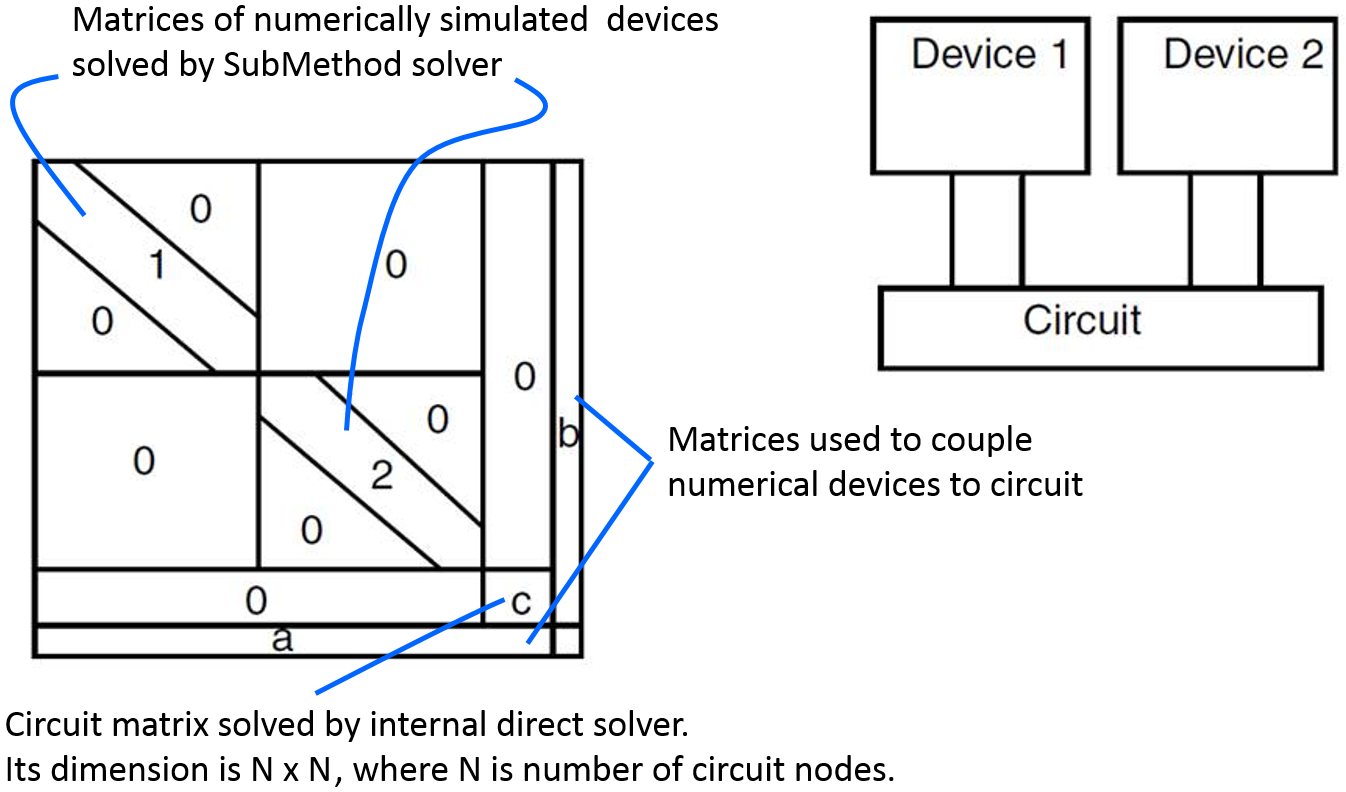 Matrices of numerically simulated devices
solved by SubMethod solver
Device 1
Device 2
Circuit
0
1
0
0
0
0
2
0
0
b
0
c
a
Matrices used to couple
numerical devices to circuit
Circuit matrix solved by internal direct solver.
Its dimension is N x N, where N is number of circuit nodes.